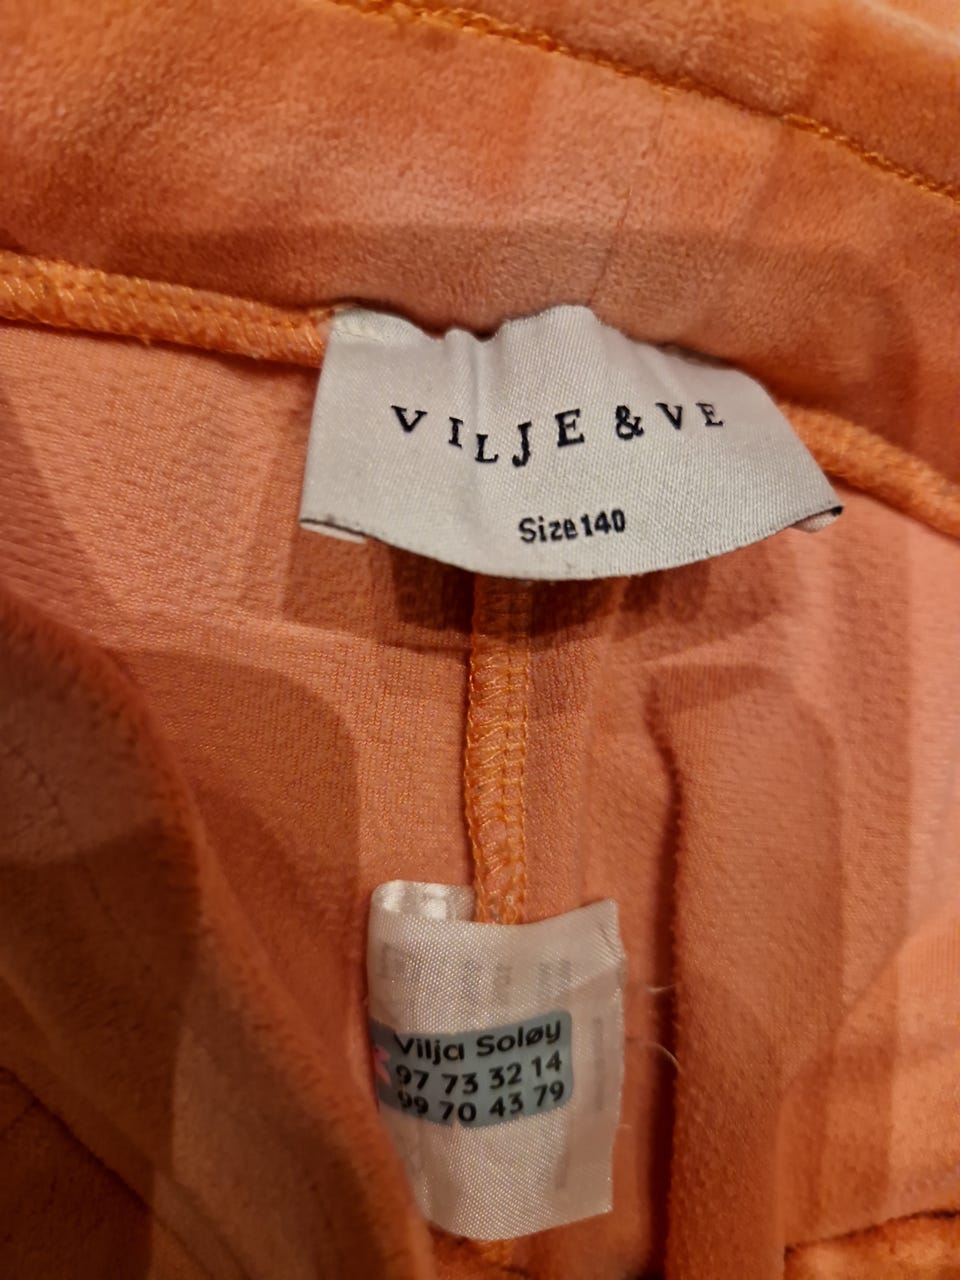 VILJE & VE
Size 140
Vilja Soløy
97 73 32 14
99 70 43 79